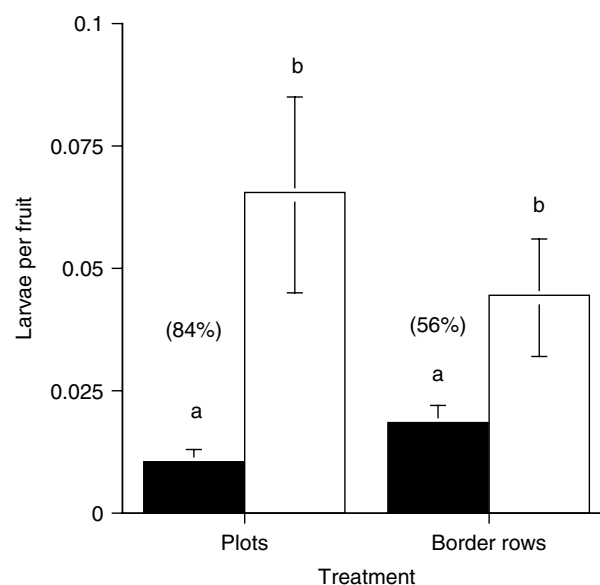 0.1
b
0.075
b
0.05
Larvae per fruit
(84%)
(56%)
a
0.025
a
0
Plots
Border rows
Treatment